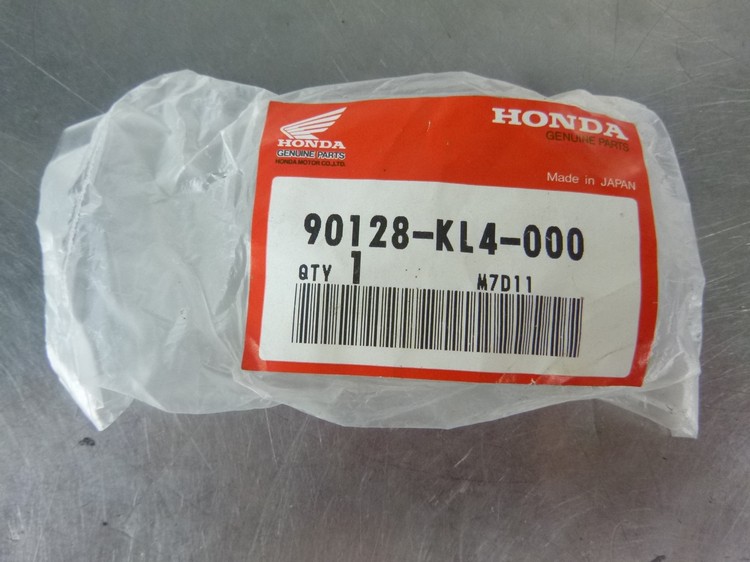 HONDA
GENUINE PARTS
HONDA MOTOR CO.,LTD.
HONDA
GENUINE PARTS
Made in JAPAN
90128-KL4-000
QTY 1 M7D11